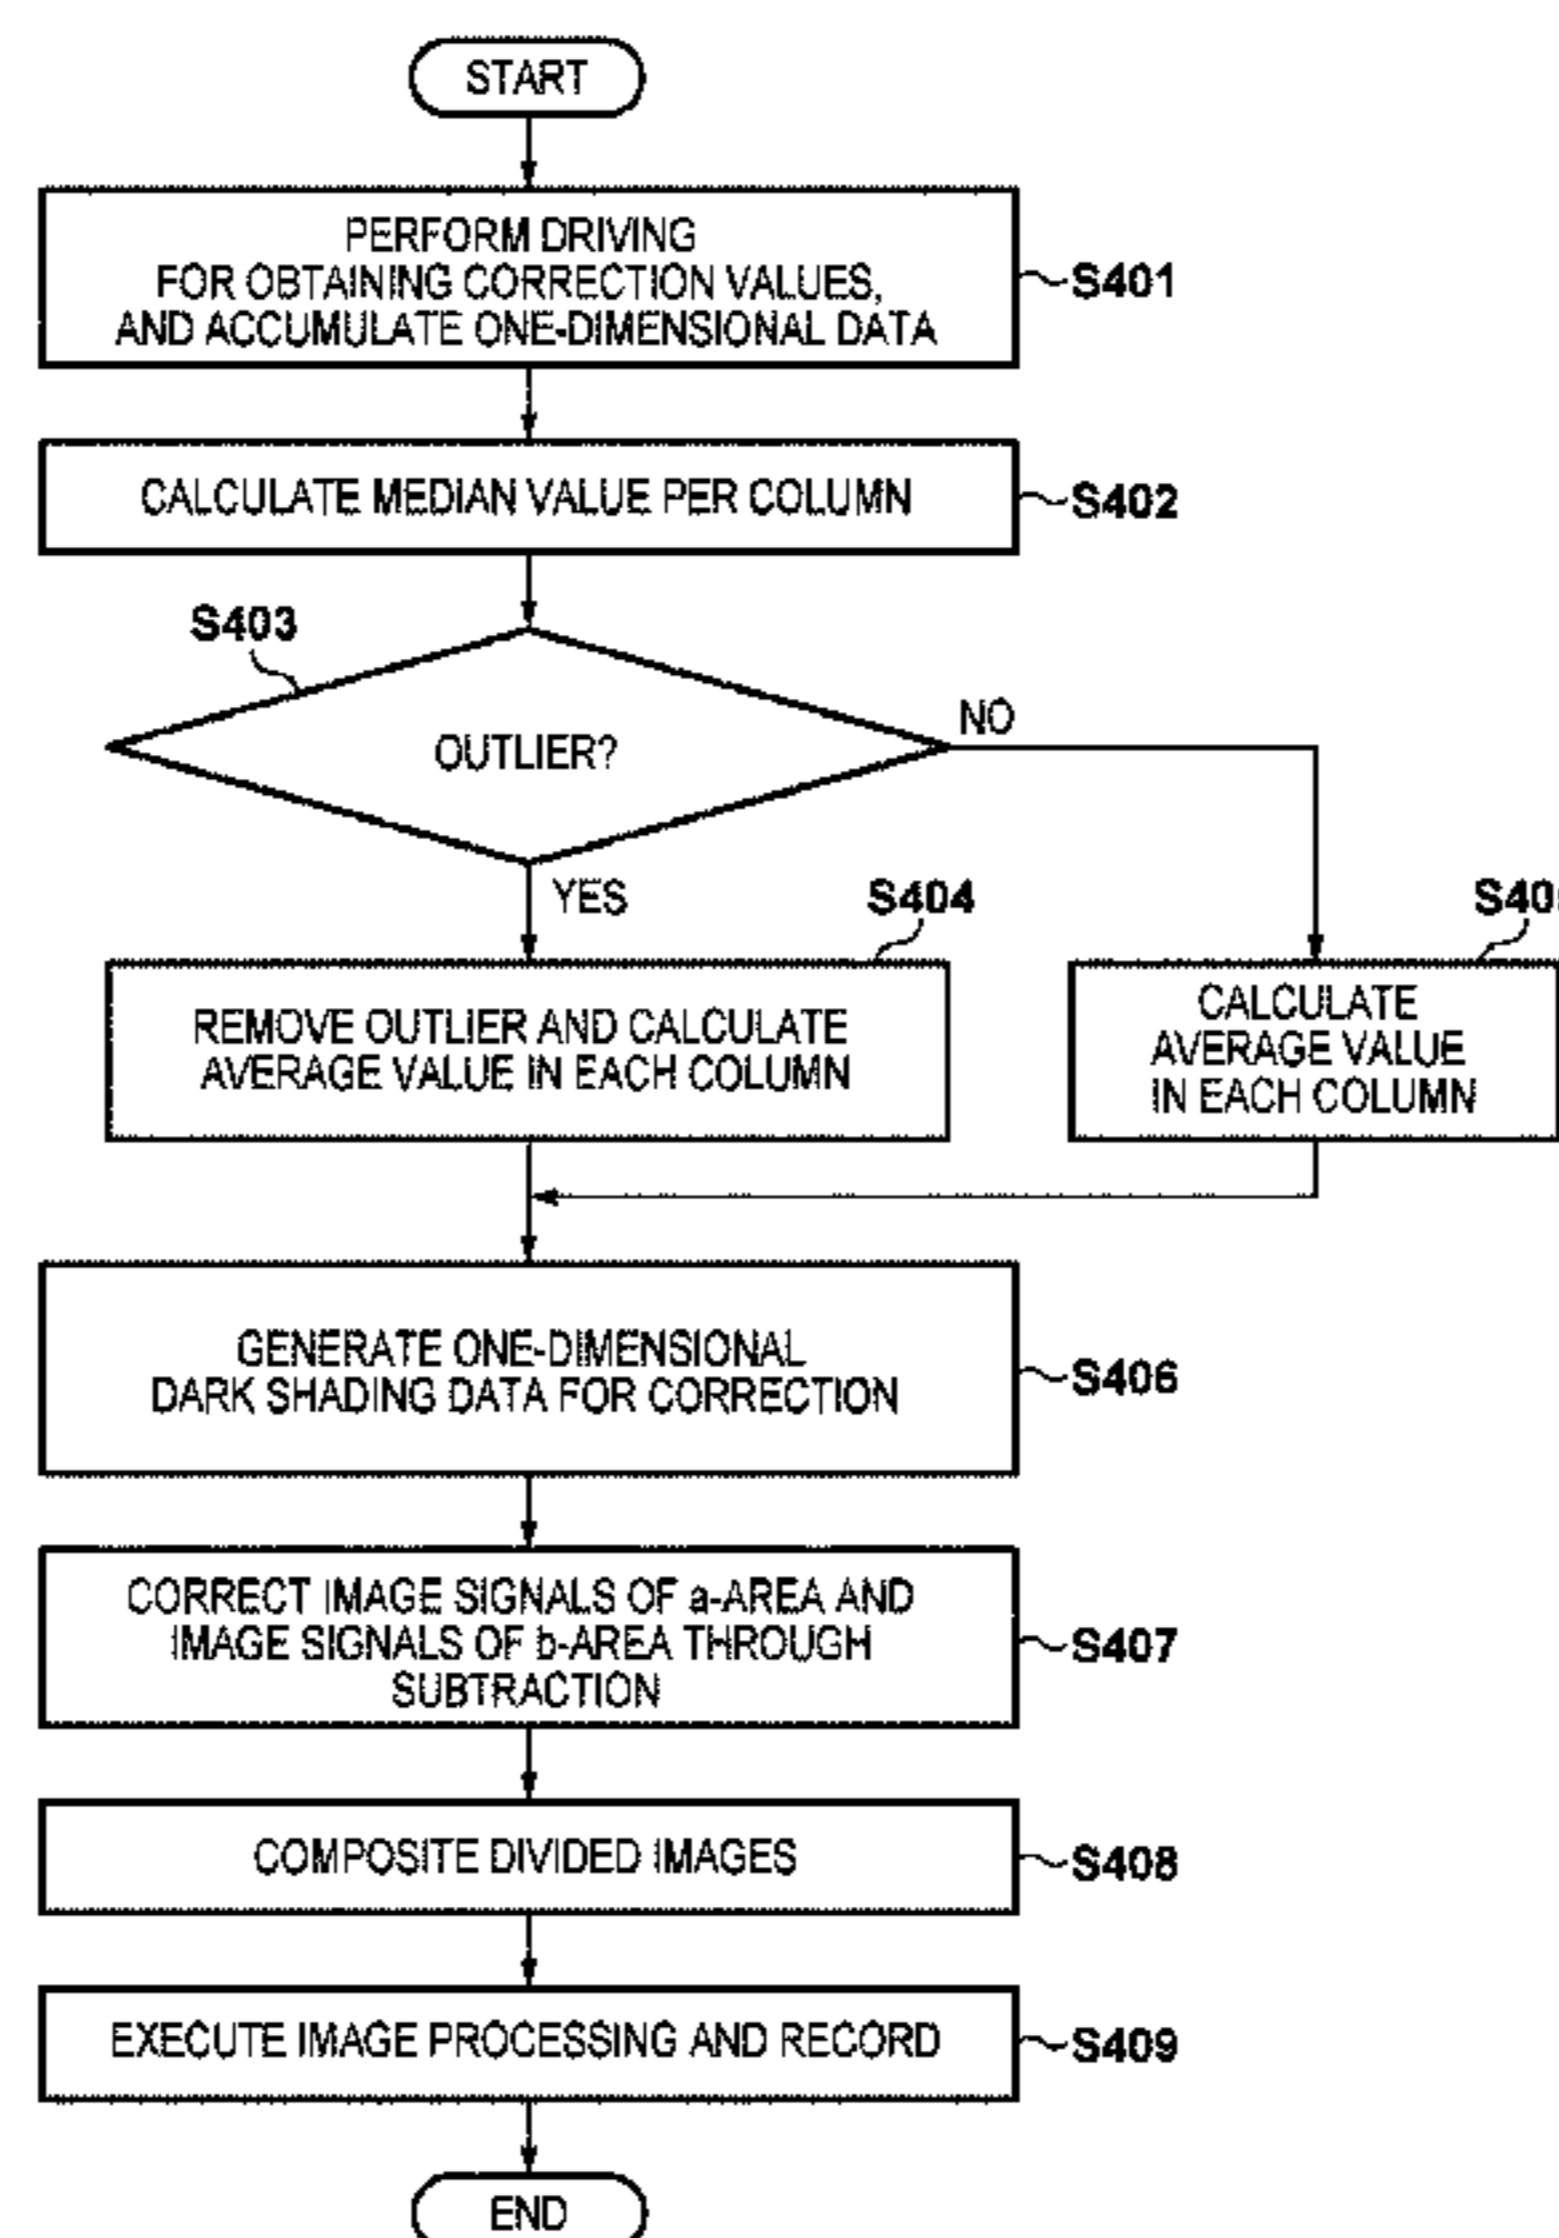 START
PERFORM DRIVING
FOR OBTAINING CORRECTION VALUES,
AND ACCUMULATE ONE-DIMENSIONAL DATA
S401
CALCULATE MEDIAN VALUE PER COLUMN
S402
S403
OUTLIER?
NO
YES
S404
REMOVE OUTLIER AND CALCULATE
AVERAGE VALUE IN EACH COLUMN
CALCULATE
AVERAGE VALUE
IN EACH COLUMN
GENERATE ONE-DIMENSIONAL
DARK SHADING DATA FOR CORRECTION
S406
CORRECT IMAGE SIGNALS OF a-AREA AND
IMAGE SIGNALS OF b-AREA THROUGH
SUBTRACTION
S407
COMPOSITE DIVIDED IMAGES
S408
EXECUTE IMAGE PROCESSING AND RECORD
S409
END